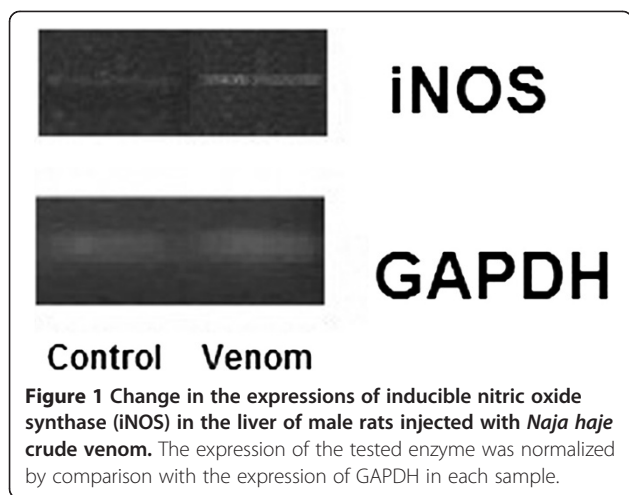 iNOS
GAPDH
Control Venom
Figure 1 Change in the expressions of inducible nitric oxide
synthase (iNOS) in the liver of male rats injected with Naja haje
crude venom. The expression of the tested enzyme was normalized
by comparison with the expression of GAPDH in each sample.